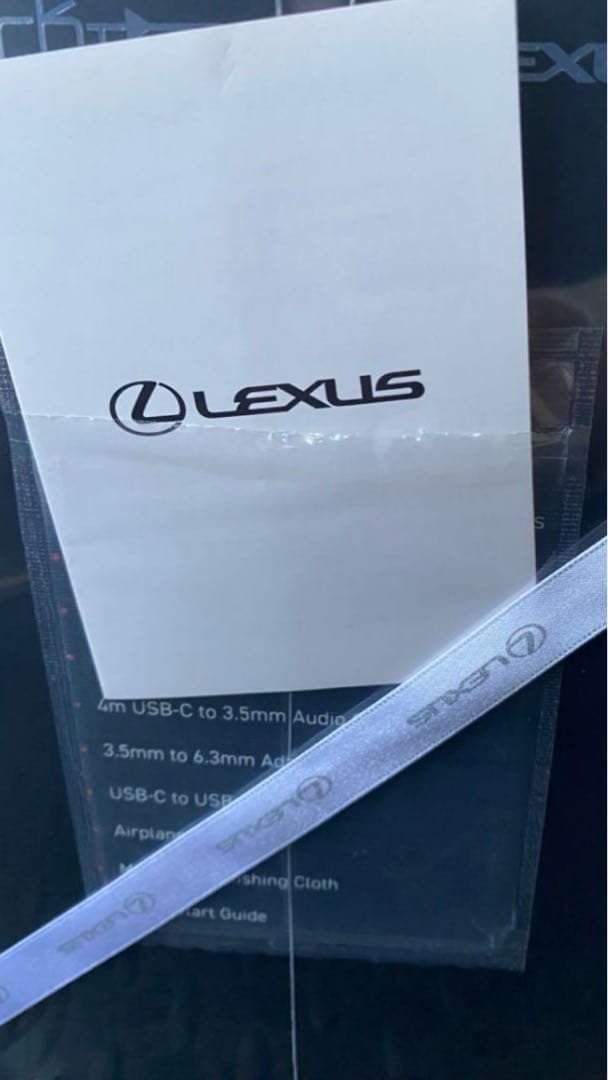 EXU
LEXUS
S
4m USB-C to 3.5mm Audio
3.5mm to 6.3mm Ad
USB-C to USB
Airplan
shing Cloth
art Guide
LEXUS
LEXUS
LEXUS